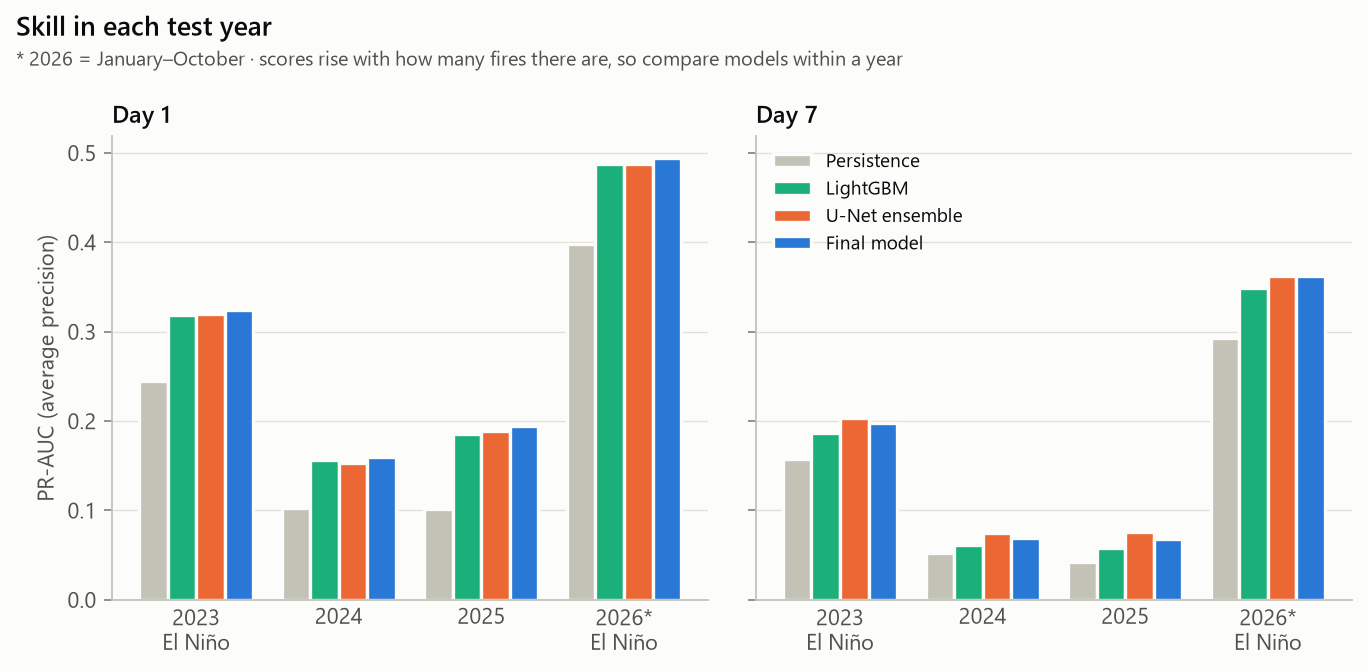 Skill in each test year
* 2026 = January–October · scores rise with how many fires there are, so compare models within a year
Day 1
PR-AUC (average precision)
0.5
0.4
0.3
0.2
0.1
0.0
2023
El Niño
2024
2025
2026*
El Niño
Day 7
Persistence
LightGBM
U-Net ensemble
Final model
2023
El Niño
2024
2025
2026*
El Niño